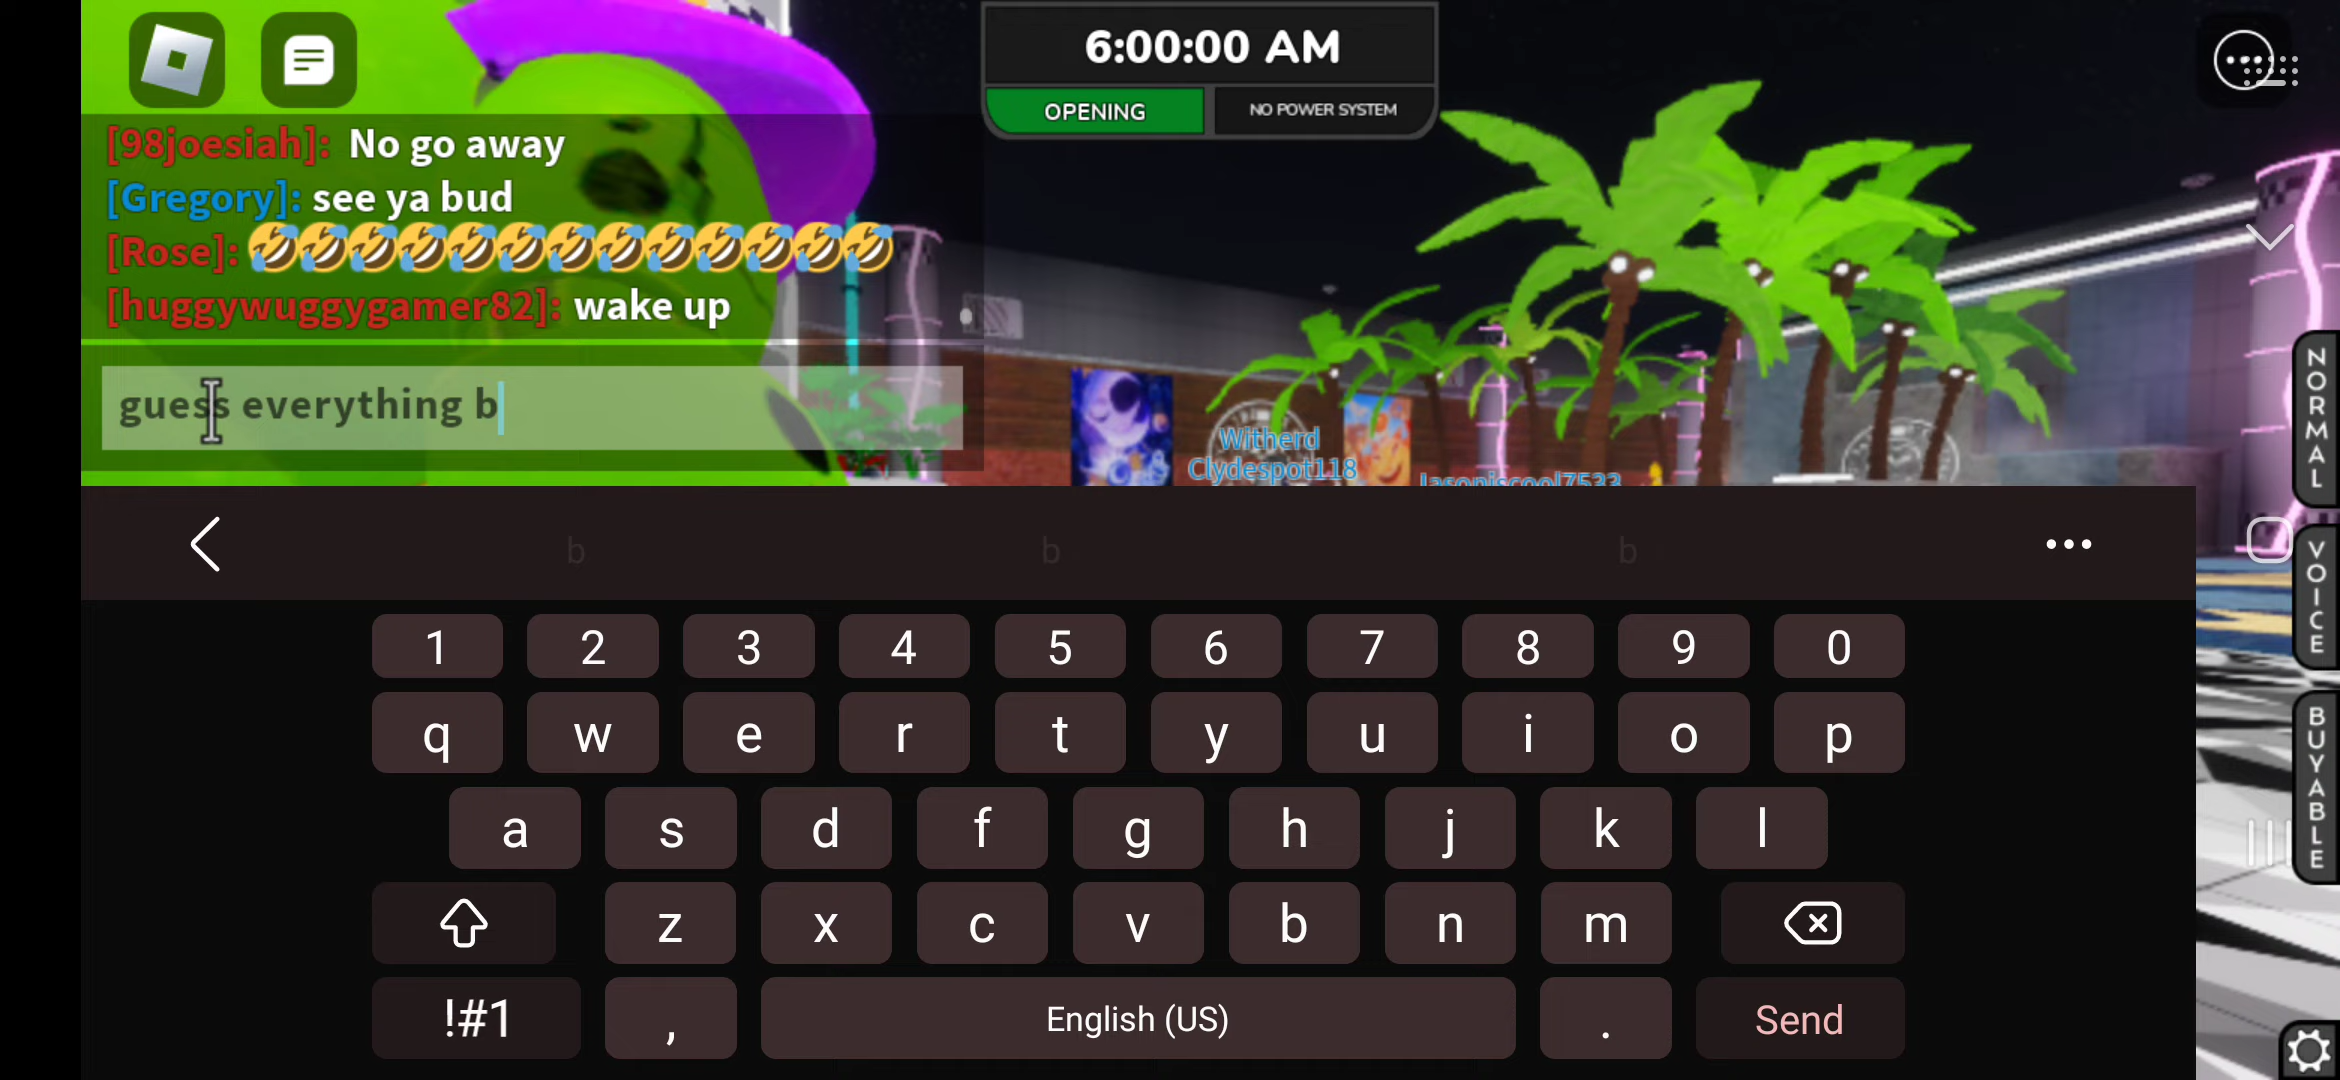 6:00:00 AM
OPENING
NO POWER SYSTEM
[98joesiah]: No go away
[Gregory]: see ya bud
[Rose]: 🤣🤣🤣🤣🤣🤣🤣🤣🤣🤣🤣🤣🤣
[huggywuggygamer82]: wake up
guess everything b
Witherd
Clydespot118
Jasoniscool7533
NORMAL
VOICE
BUYABLE
b b b
1 2 3 4 5 6 7 8 9 0
q w e r t y u i o p
a s d f g h j k l
z x c v b n m
!#1 , English (US) . Send